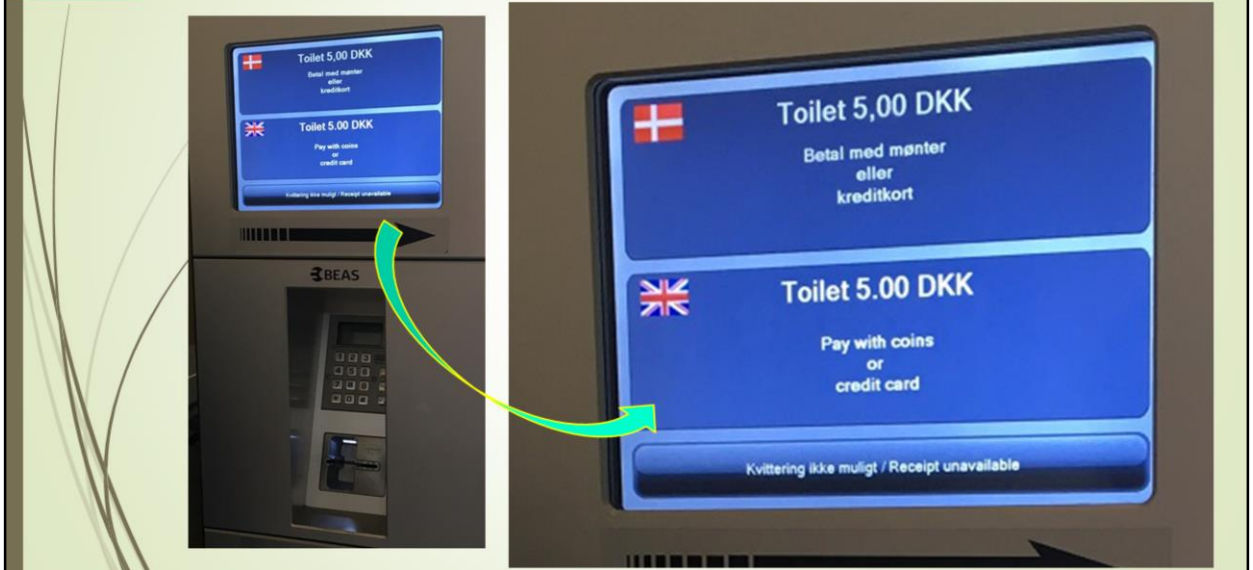 Toilet 5,00 DKK
Betal med mønter
eller
kreditkort
Toilet 5.00 DKK
Pay with coins
or
credit card
Kvittering ikke muligt / Receipt unavailable
BEAS
Toilet 5,00 DKK
Betal med mønter
eller
kreditkort
Toilet 5.00 DKK
Pay with coins
or
credit card
Kvittering ikke muligt / Receipt unavailable